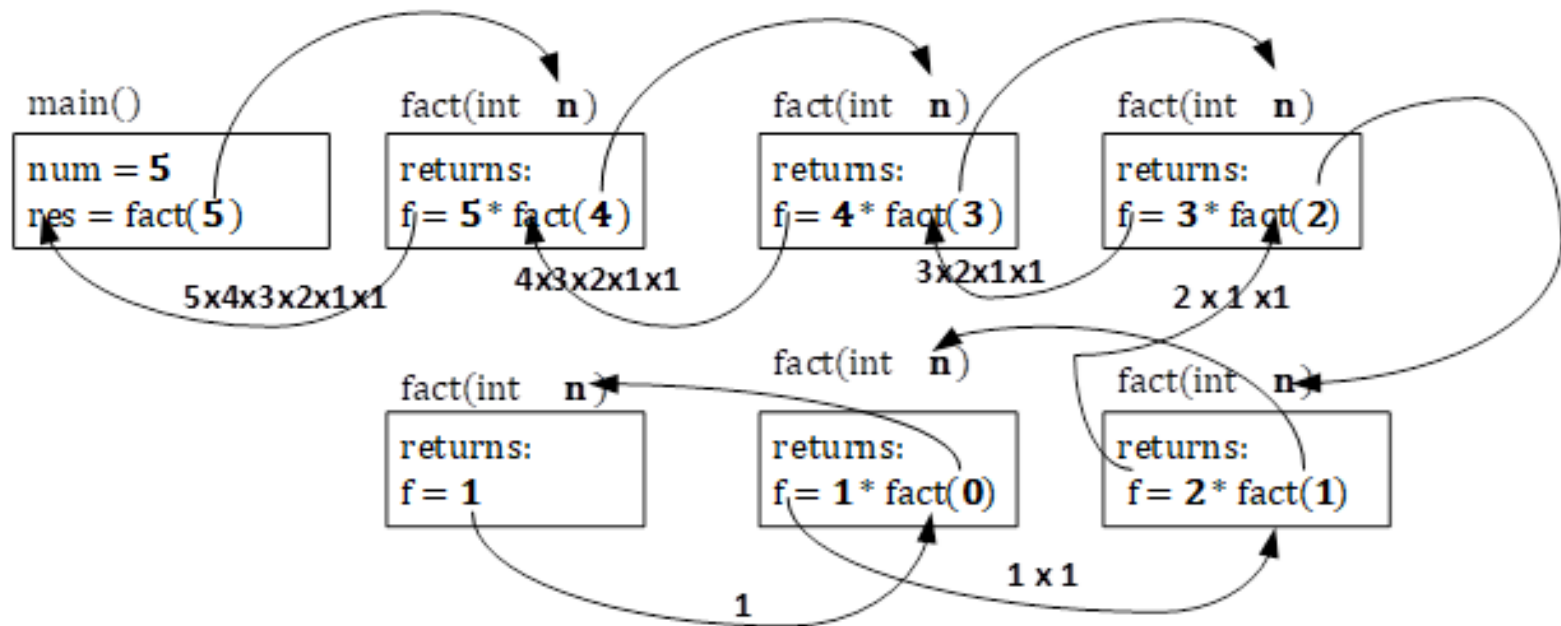 main()
num = 5
res = fact(5)
fact(int n)
returns:
f = 5 * fact(4)
fact(int n)
returns:
f = 4 * fact(3)
fact(int n)
returns:
f = 3 * fact(2)
5x4x3x2x1x1
4x3x2x1x1
3x2x1x1
2 x 1 x1
fact(int n)
returns:
f = 1
fact(int n)
returns:
f = 1 * fact(0)
fact(int n)
returns:
f = 2 * fact(1)
1
1 x 1